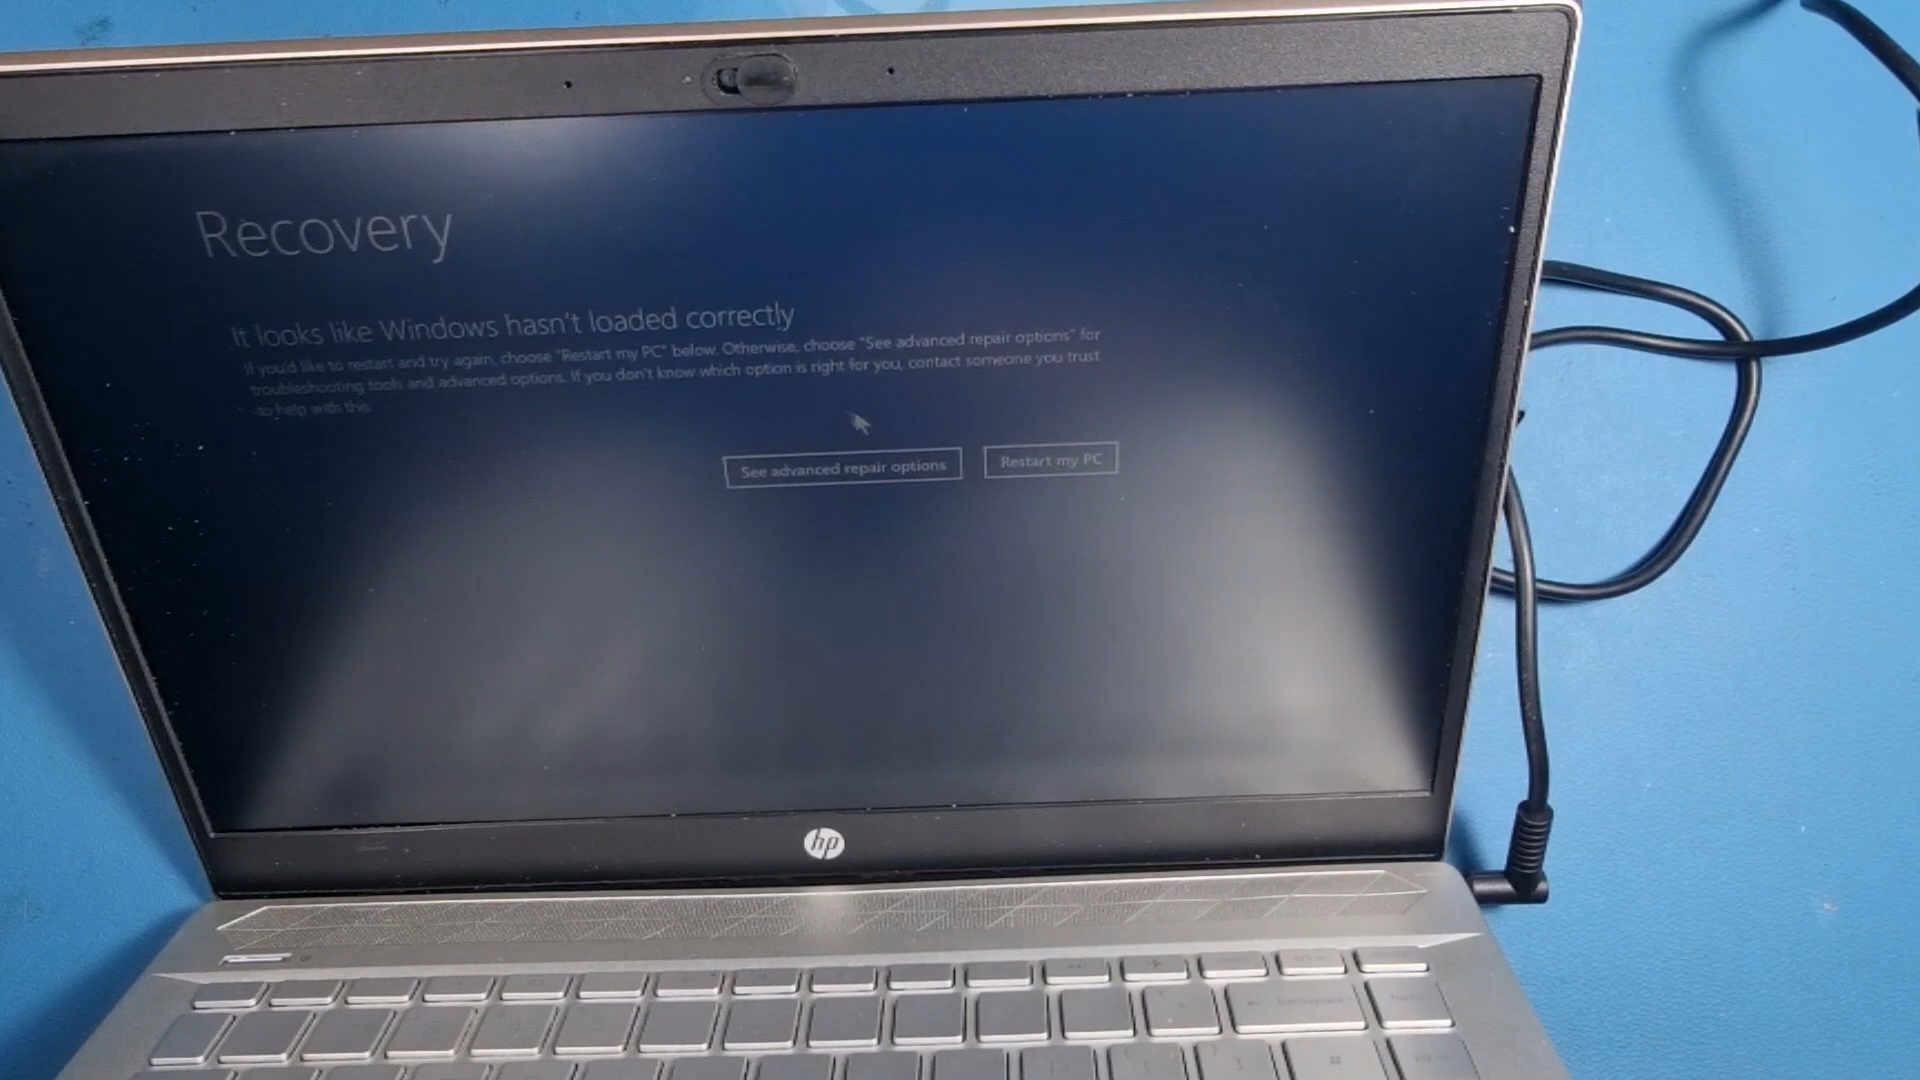 Recovery
It looks like Windows hasn't loaded correctly
If you'd like to restart and try again, choose "Restart my PC" below. Otherwise, choose "See advanced repair options" for
troubleshooting tools and advanced options. If you don't know which option is right for you, contact someone you trust
to help with this.
See advanced repair options
Restart my PC
hp
backspace